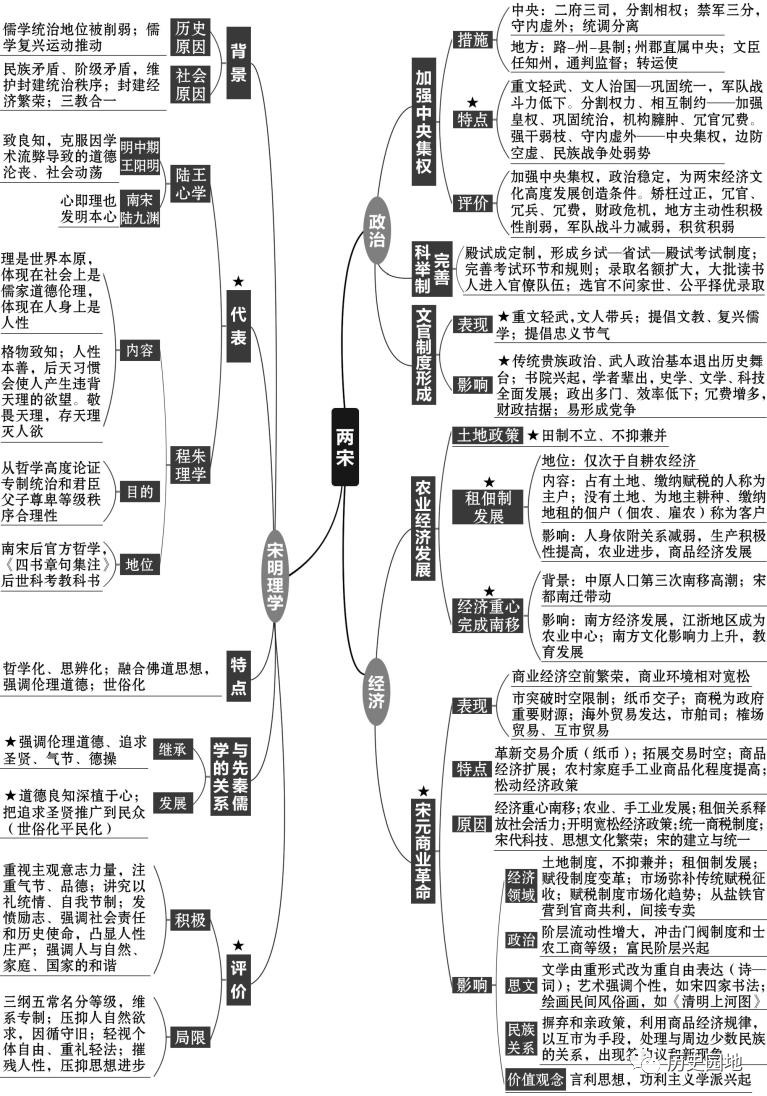 两宋
政治
加强中央集权
措施
中央：二府三司，分割相权；禁军三分，
守内虚外；统调分离
地方：路–州–县制；州郡直属中央；文臣
任知州，通判监督；转运使
★
特点
重文轻武、文人治国—巩固统一，军队战
斗力低下。分割权力、相互制约——加强
皇权、巩固统治，机构臃肿、冗官冗费。
强干弱枝、守内虚外——中央集权，边防
空虚、民族战争处弱势
评价
加强中央集权，政治稳定，为两宋经济文
化高度发展创造条件。矫枉过正，冗官、
冗兵、冗费，财政危机，地方主动性积极
性削弱，军队战斗力减弱，积贫积弱
完善
科举制
殿试成定制，形成乡试—省试—殿试考试制度；
完善考试环节和规则；录取名额扩大，大批读书
人进入官僚队伍；选官不问家世、公平择优录取
文官制度形成
表现
★重文轻武，文人带兵；提倡文教、复兴儒
学；提倡忠义节气
影响
★传统贵族政治、武人政治基本退出历史舞
台；书院兴起，学者辈出，史学、文学、科技
全面发展；政出多门、效率低下；冗费增多，
财政拮据；易形成党争
经济
农业经济发展
土地政策
★田制不立、不抑兼并
★
租佃制
发展
地位：仅次于自耕农经济
内容：占有土地、缴纳赋税的人称为
主户；没有土地、为地主耕种、缴纳
地租的佃户（佃农、雇农）称为客户
影响：人身依附关系减弱，生产积极
性提高，农业进步，商品经济发展
★
经济重心
完成南移
背景：中原人口第三次南移高潮；宋
都南迁带动
影响：南方经济发展，江浙地区成为
农业中心；南方文化影响力上升，教
育发展
★
宋元商业革命
表现
商业经济空前繁荣，商业环境相对宽松
市突破时空限制；纸币交子；商税为政府
重要财源；海外贸易发达，市舶司；榷场
贸易、互市贸易
特点
革新交易介质（纸币）；拓展交易时空；商品
经济扩展；农村家庭手工业商品化程度提高；
松动经济政策
原因
经济重心南移；农业、手工业发展；租佃关系释
放社会活力；开明宽松经济政策；统一商税制度；
宋代科技、思想文化繁荣；宋的建立与统一
影响
经济
领域
土地制度，不抑兼并；租佃制发展；
赋役制度变革；市场弥补传统赋税征
收；赋税制度市场化趋势；从盐铁官
营到官商共利，间接专卖
政治
阶层流动性增大，冲击门阀制度和士
农工商等级；富民阶层兴起
思文
文学由重形式改为重自由表达（诗—
词）；艺术强调个性，如宋四家书法；
绘画民间风俗画，如《清明上河图》
民族
关系
摒弃和亲政策，利用商品经济规律，
以互市为手段，处理与周边少数民族
的关系，出现
价值观念
言利思想，功利主义学派兴起
历史园地
宋明理学
背景
历史
原因
儒学统治地位被削弱；儒
学复兴运动推动
社会
原因
民族矛盾、阶级矛盾，维
护封建统治秩序；封建经
济繁荣；三教合一
★
代表
陆王
心学
明中期
王阳明
致良知，克服因学
术流弊导致的道德
沦丧、社会动荡
南宋
陆九渊
心即理也
发明本心
程朱
理学
内容
理是世界本原，
体现在社会上是
儒家道德伦理，
体现在人身上是
人性
格物致知；人性
本善，后天习惯
会使人产生违背
天理的欲望。敬
畏天理，存天理
灭人欲
目的
从哲学高度论证
专制统治和君臣
父子尊卑等级秩
序合理性
地位
南宋后官方哲学，
《四书章句集注》
后世科考教科书
特点
哲学化、思辨化；融合佛道思想，
强调伦理道德；世俗化
与先秦儒
学的关系
继承
★强调伦理道德、追求
圣贤、气节、德操
发展
★道德良知深植于心；
把追求圣贤推广到民众
（世俗化平民化）
★
评价
积极
重视主观意志力量，注
重气节、品德；讲究以
礼统情、自我节制；发
愤励志、强调社会责任
和历史使命，凸显人性
庄严；强调人与自然、
家庭、国家的和谐
局限
三纲五常名分等级，维
系专制；压抑人自然欲
求，因循守旧；轻视个
体自由、重礼轻法；摧
残人性，压抑思想进步